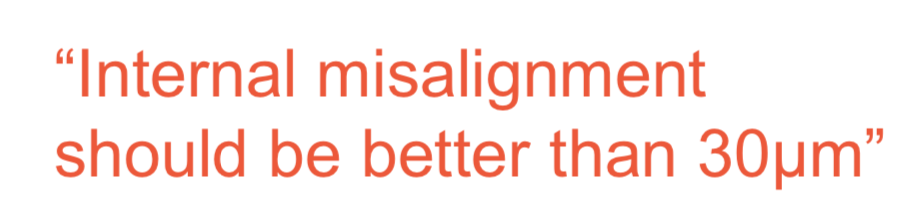 “Internal misalignment
should be better than 30µm”